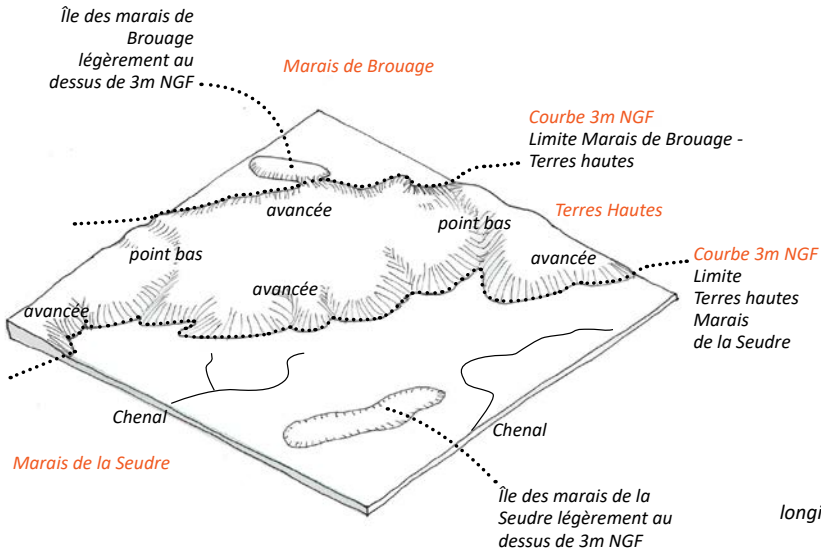 Île des marais de
Brouage
légèrement au
dessus de 3m NGF
Marais de Brouage
Courbe 3m NGF
Limite Marais de Brouage -
Terres hautes
avancée
point bas
Terres Hautes
point bas
avancée
Courbe 3m NGF
Limite
Terres hautes
Marais
de la Seudre
avancée
avancée
Chenal
Chenal
Marais de la Seudre
Île des marais de la
Seudre légèrement au
dessus de 3m NGF
longi